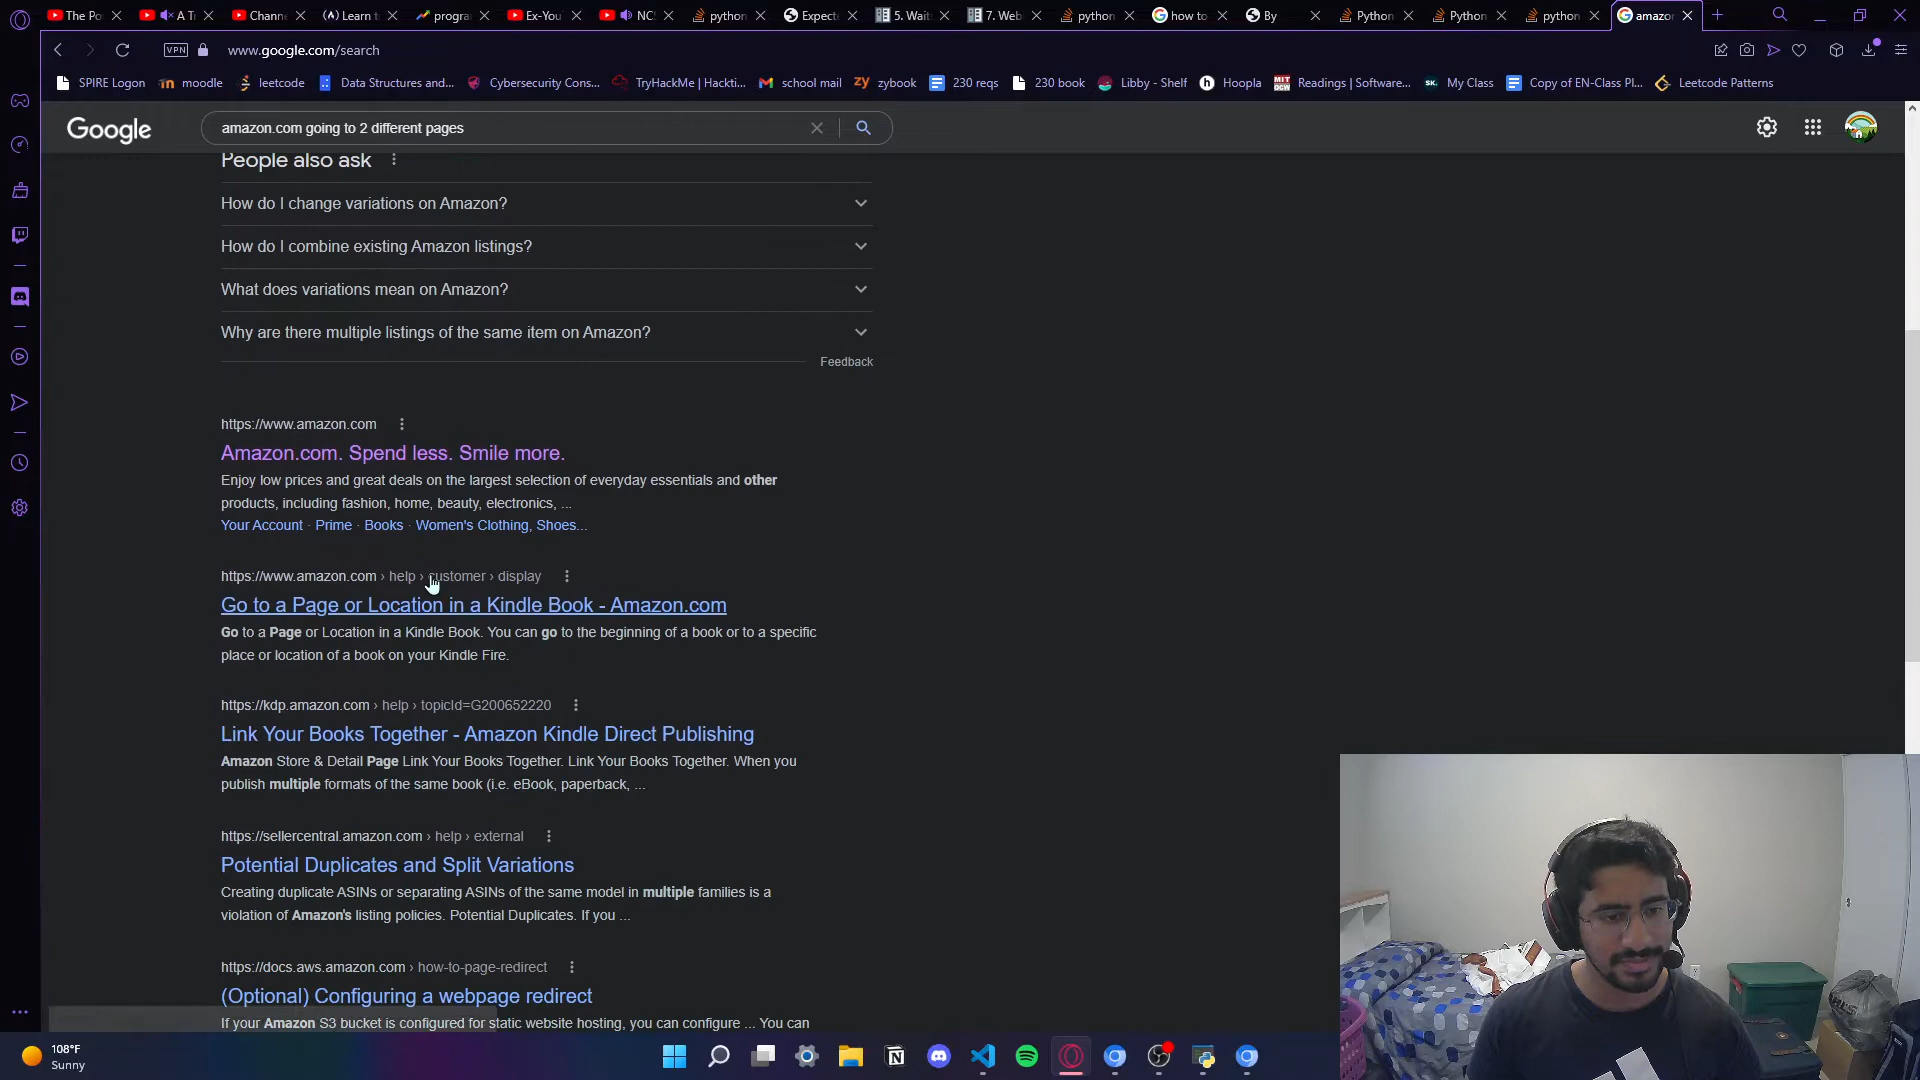 The Po
A T
Channe
Learn t
progra
Ex-You
NCS
python
Expecte
5. Wait
7. Web
python
how to
By
Python
Python
python
amazon
VPN
www.google.com/search
SPIRE Logon
moodle
leetcode
Data Structures and...
Cybersecurity Cons...
TryHackMe | Hackti...
school mail
zybook
230 reqs
230 book
Libby - Shelf
Hoopla
Readings | Software...
My Class
Copy of EN-Class Pl...
Leetcode Patterns
Google
amazon.com going to 2 different pages
People also ask
How do I change variations on Amazon?
How do I combine existing Amazon listings?
What does variations mean on Amazon?
Why are there multiple listings of the same item on Amazon?
Feedback
https://www.amazon.com
Amazon.com. Spend less. Smile more.
Enjoy low prices and great deals on the largest selection of everyday essentials and other
products, including fashion, home, beauty, electronics, ...
Your Account · Prime · Books · Women's Clothing, Shoes...
https://www.amazon.com › help › customer › display
Go to a Page or Location in a Kindle Book - Amazon.com
Go to a Page or Location in a Kindle Book. You can go to the beginning of a book or to a specific
place or location of a book on your Kindle Fire.
https://kdp.amazon.com › help › topicId=G200652220
Link Your Books Together - Amazon Kindle Direct Publishing
Amazon Store & Detail Page Link Your Books Together. Link Your Books Together. When you
publish multiple formats of the same book (i.e. eBook, paperback, ...
https://sellercentral.amazon.com › help › external
Potential Duplicates and Split Variations
Creating duplicate ASINs or separating ASINs of the same model in multiple families is a
violation of Amazon's listing policies. Potential Duplicates. If you ...
https://docs.aws.amazon.com › how-to-page-redirect
(Optional) Configuring a webpage redirect
If your Amazon S3 bucket is configured for static website hosting, you can configure ... You can
108°F
Sunny